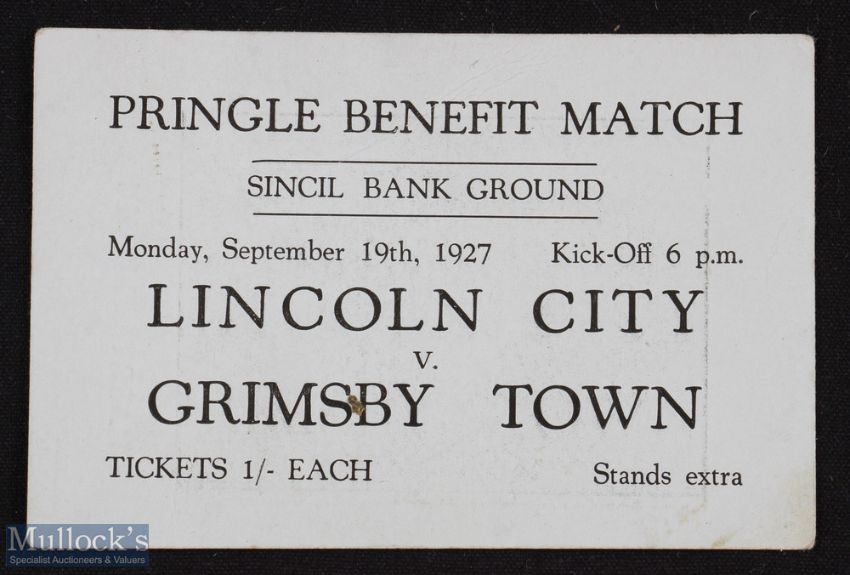 PRINGLE BENEFIT MATCH
SINCIL BANK GROUND
Monday, September 19th, 1927 Kick-Off 6 p.m.
LINCOLN CITY
v.
GRIMSBY TOWN
TICKETS 1/- EACH Stands extra
Mullock's
Specialist Auctioneers & Valuers